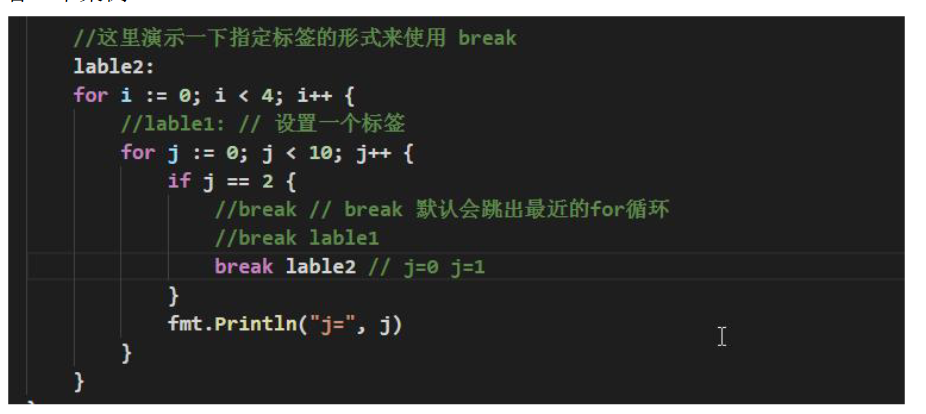 //这里演示一下指定标签的形式来使用 break
lable2:
for i := 0; i < 4; i++ {
//lable1: // 设置一个标签
for j := 0; j < 10; j++ {
if j == 2 {
//break // break 默认会跳出最近的for循环
//break lable1
break lable2 // j=0 j=1
}
fmt.Println("j=", j)
}
}